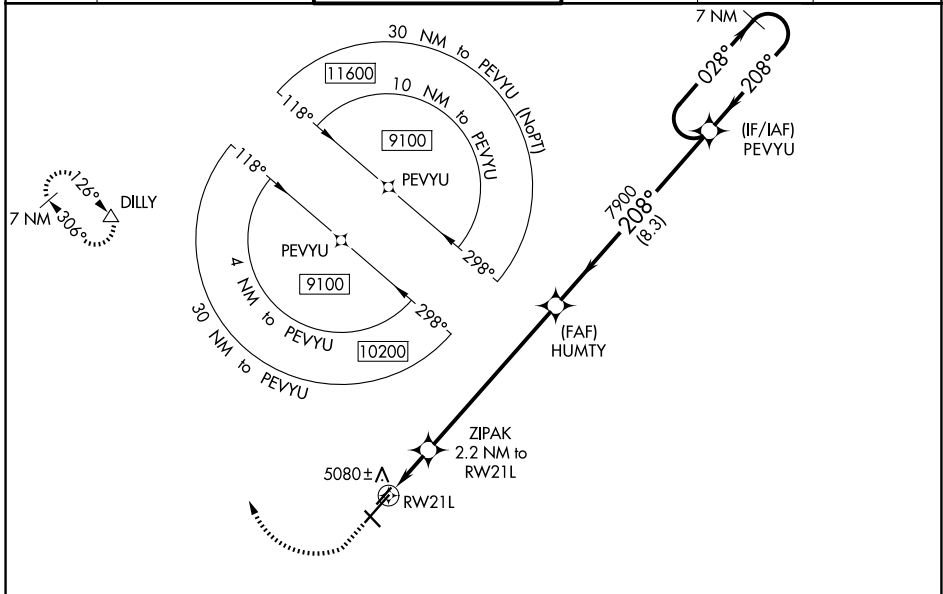 7 NM
028°
208°
(IF/IAF)
PEVYU
30 NM to PEVYU (NoPT)
11600
10 NM to PEVYU
118°
9100
PEVYU
298°
118°
PEVYU
9100
4 NM to PEVYU
298°
10200
30 NM to PEVYU
126°
DILLY
7 NM
306°
7900
208°
(8.3)
(FAF)
HUMTY
ZIPAK
2.2 NM to
RW21L
5080±
RW21L